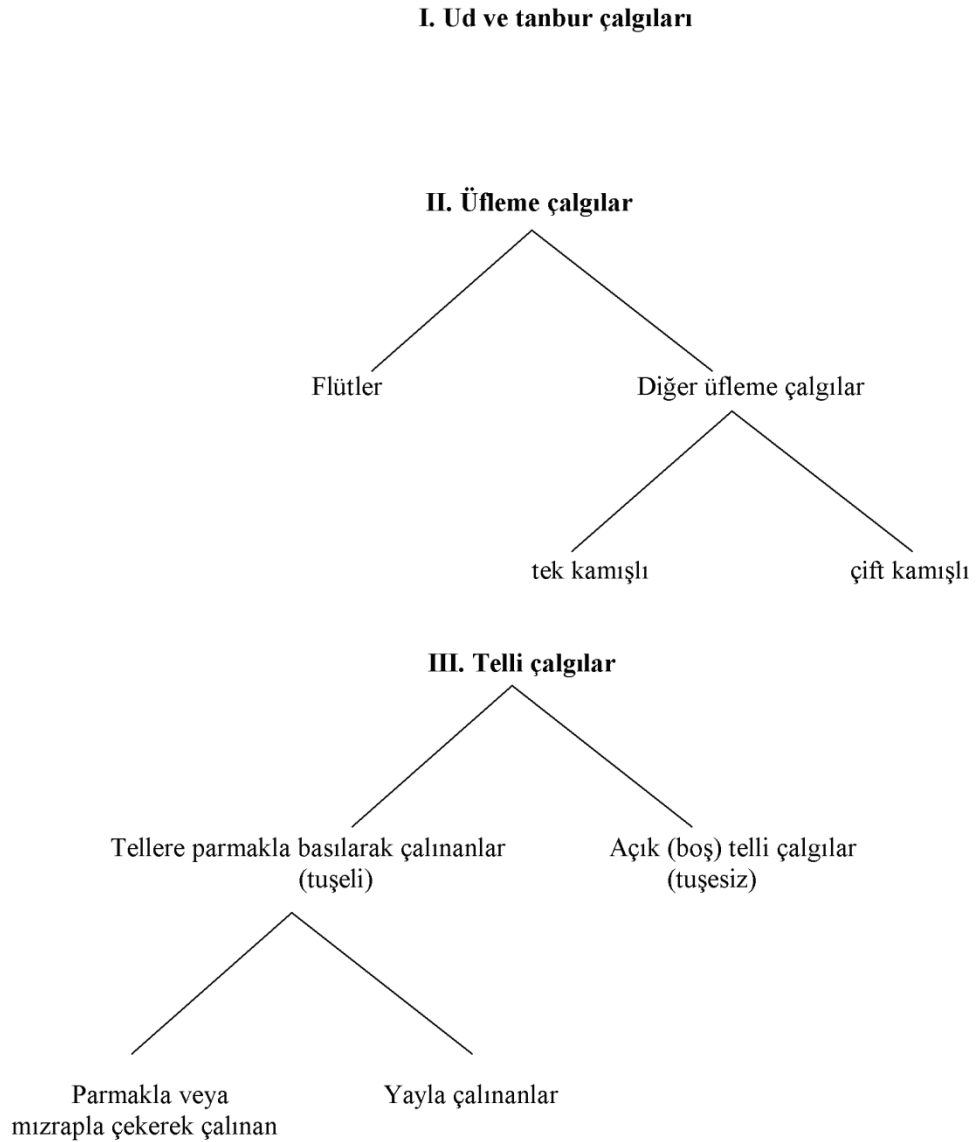 I. Ud ve tanbur çalgıları
II. Üfleme çalgılar
Flütler
Diğer üfleme çalgılar
tek kamışlı
çift kamışlı
III. Telli çalgılar
Tellere parmakla basılarak çalınanlar
(tuşeli)
Açık (boş) telli çalgılar
(tuşesiz)
Parmakla veya
mızrapla çekerek çalınan
Yayla çalınanlar